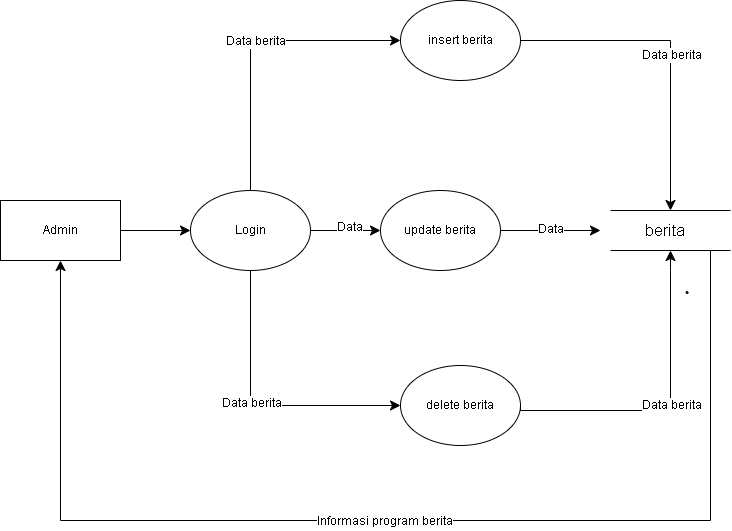 Data berita
insert berita
Data berita
Admin
Login
Data
update berita
Data
berita
Data berita
delete berita
Data berita
Informasi program berita